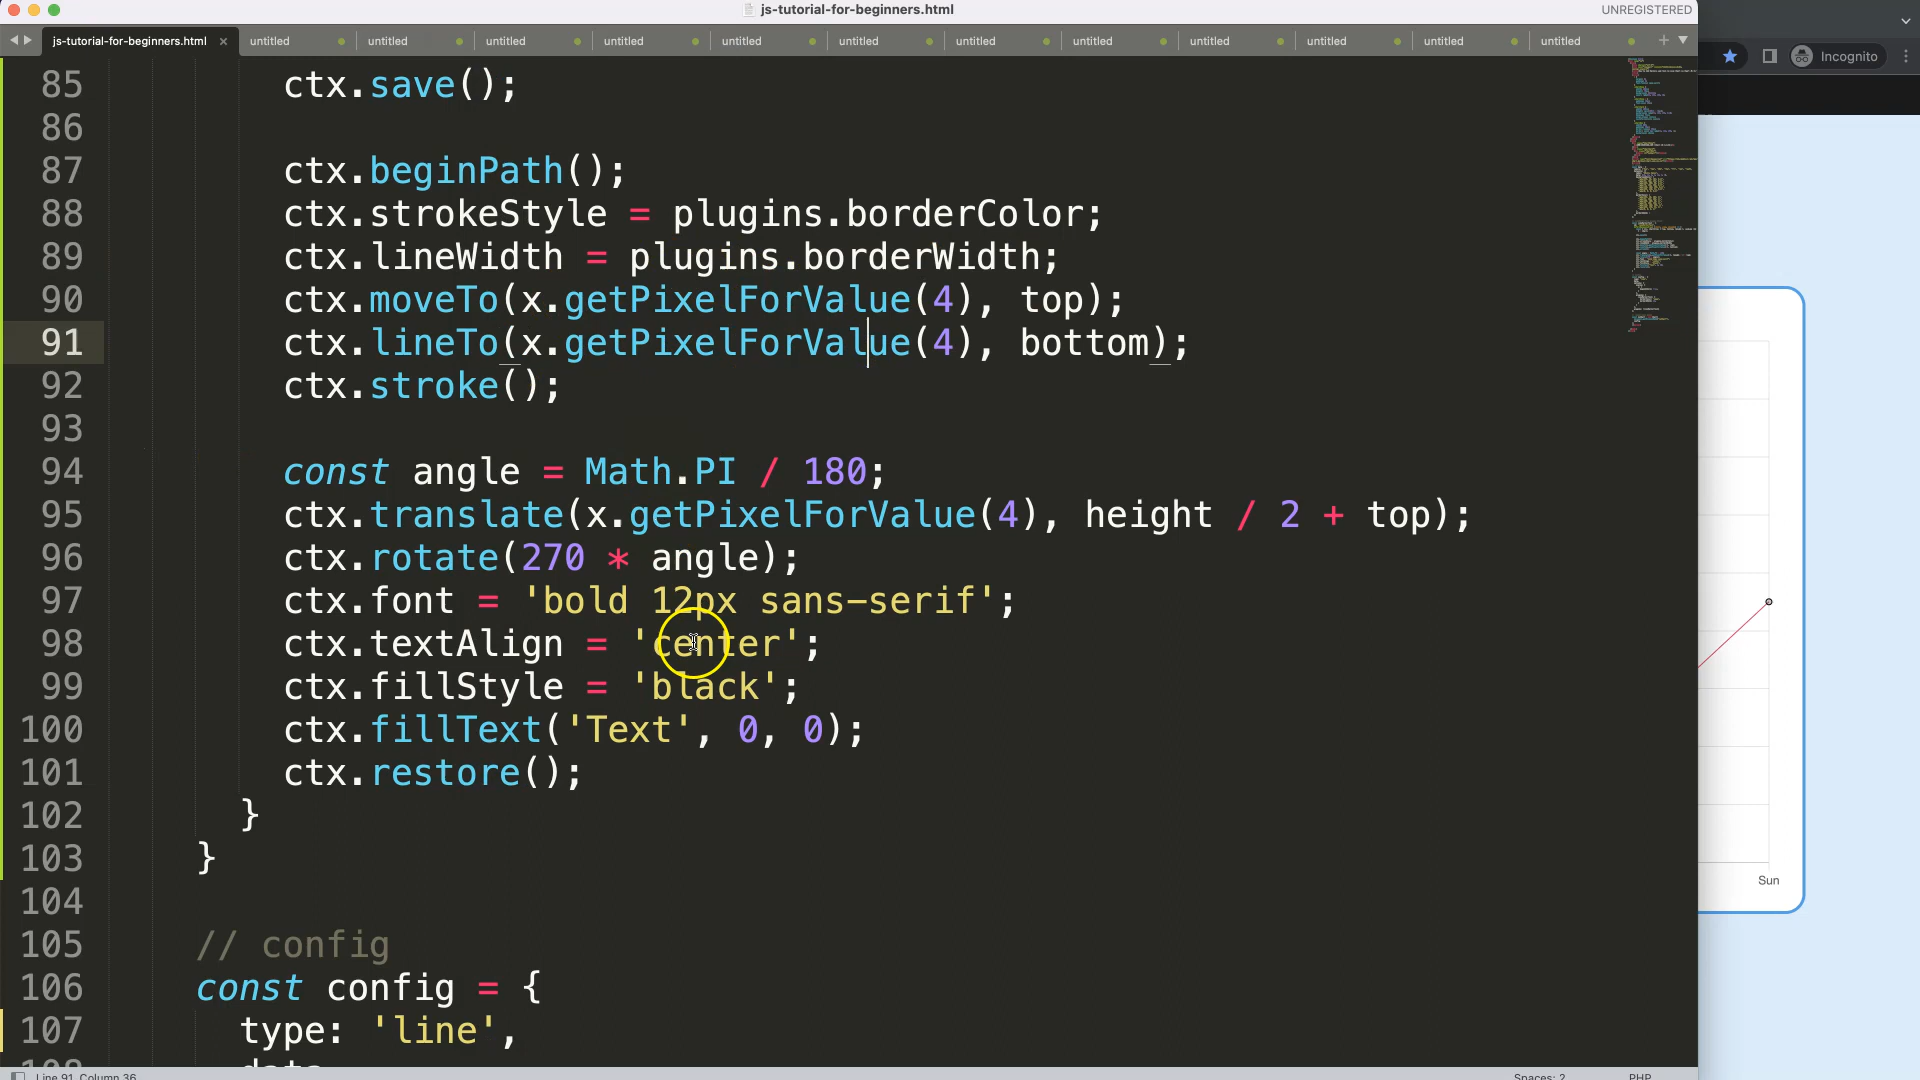 js-tutorial-for-beginners.html
UNREGISTERED
js-tutorial-for-beginners.html × untitled untitled untitled untitled untitled untitled untitled untitled untitled untitled untitled untitled +
Incognito
85 ctx.save();
86
87 ctx.beginPath();
88 ctx.strokeStyle = plugins.borderColor;
89 ctx.lineWidth = plugins.borderWidth;
90 ctx.moveTo(x.getPixelForValue(4), top);
91 ctx.lineTo(x.getPixelForValue(4), bottom);
92 ctx.stroke();
93
94 const angle = Math.PI / 180;
95 ctx.translate(x.getPixelForValue(4), height / 2 + top);
96 ctx.rotate(270 * angle);
97 ctx.font = 'bold 12px sans-serif';
98 ctx.textAlign = 'center';
99 ctx.fillStyle = 'black';
100 ctx.fillText('Text', 0, 0);
101 ctx.restore();
102 }
103 }
104
105 // config
106 const config = {
107 type: 'line',
Sun
Line 91, Column 36
Spaces: 2
PHP